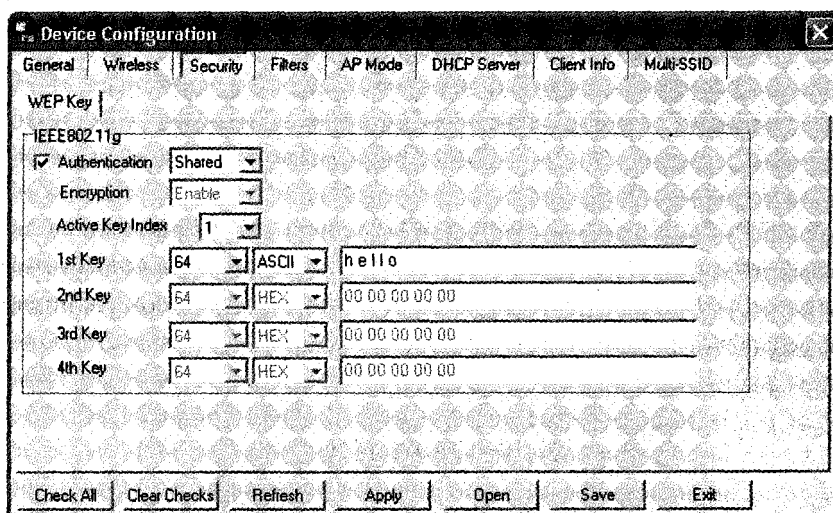 Device Configuration
General Wireless Security Filters AP Mode DHCP Server Client Info Multi-SSID
WEP Key
IEEE802.11g
Authentication Shared
Encryption Enable
Active Key Index 1
1st Key 64 ASCII h e l l o
2nd Key 64 HEX 00 00 00 00 00
3rd Key 64 HEX 00 00 00 00 00
4th Key 64 HEX 00 00 00 00 00
Check All Clear Checks Refresh Apply Open Save Exit